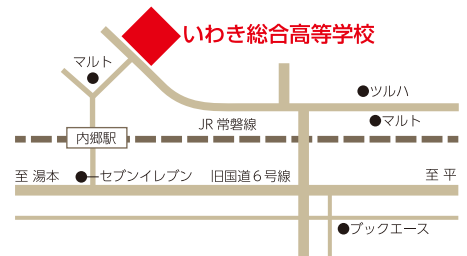 いわき総合高等学校
マルト
ツルハ
マルト
JR常磐線
内郷駅
至 湯本
セブンイレブン
旧国道6号線
至 平
ブックエース